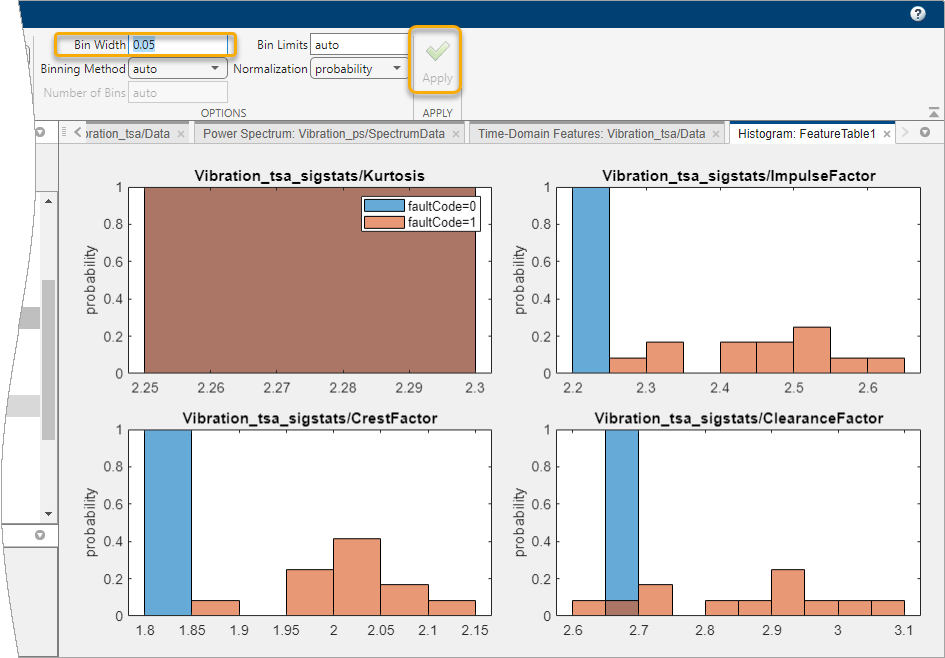 ?
Bin Width 0.05 Bin Limits auto
Binning Method auto Normalization probability
Apply
Number of Bins auto
OPTIONS APPLY
bration_tsa/Data × Power Spectrum: Vibration_ps/SpectrumData × Time-Domain Features: Vibration_tsa/Data × Histogram: FeatureTable1 ×
Vibration_tsa_sigstats/Kurtosis
1
0.8
0.6
0.4
0.2
0
probability
faultCode=0
faultCode=1
2.25 2.26 2.27 2.28 2.29 2.3
Vibration_tsa_sigstats/ImpulseFactor
1
0.8
0.6
0.4
0.2
0
probability
2.2 2.3 2.4 2.5 2.6
Vibration_tsa_sigstats/CrestFactor
1
0.8
0.6
0.4
0.2
0
probability
1.8 1.85 1.9 1.95 2 2.05 2.1 2.15
Vibration_tsa_sigstats/ClearanceFactor
1
0.8
0.6
0.4
0.2
0
probability
2.6 2.7 2.8 2.9 3 3.1